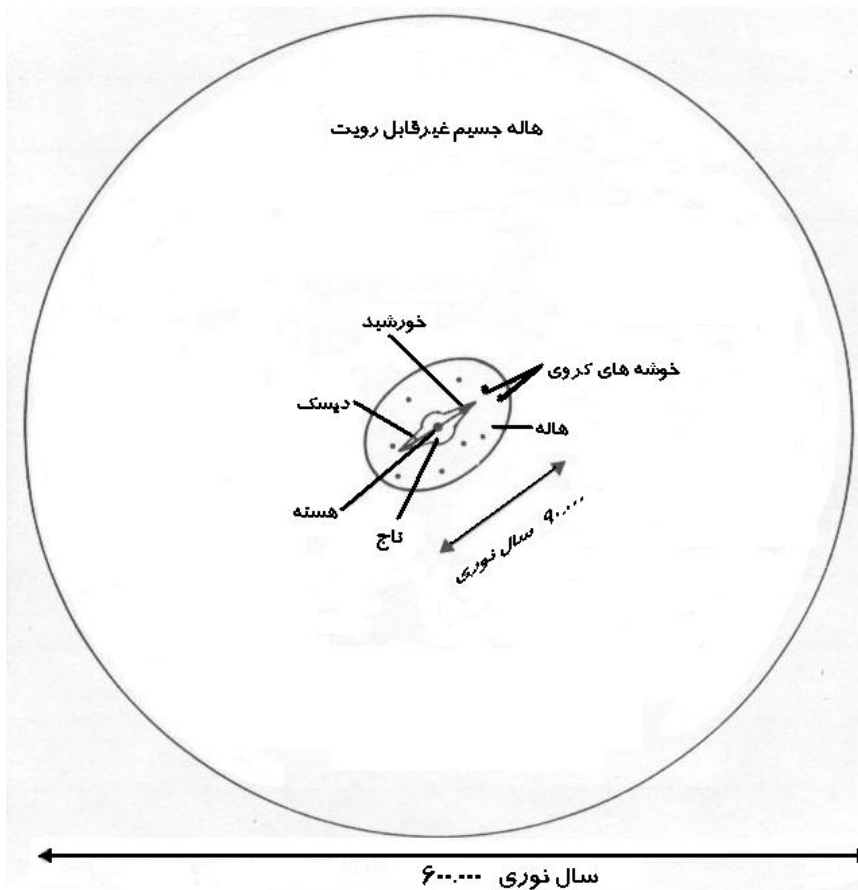 هاله جسیم غیرقابل رویت
خورشید
خوشه های کروی
دیسک
هاله
هسته
تاج
۹۰.۰۰۰ سال نوری
سال نوری ۶۰۰.۰۰۰